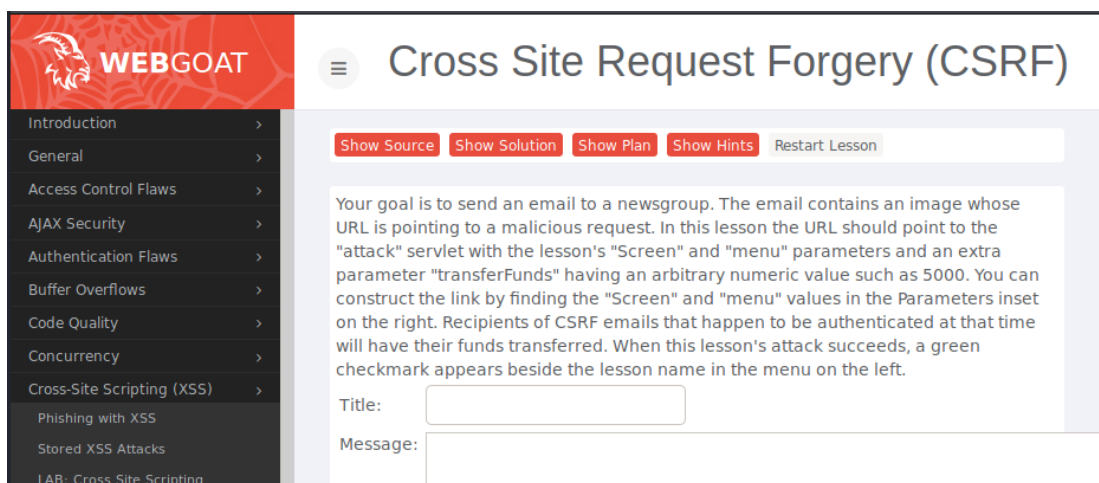 WEBGOAT
≡ Cross Site Request Forgery (CSRF)
Introduction ›
General ›
Access Control Flaws ›
AJAX Security ›
Authentication Flaws ›
Buffer Overflows ›
Code Quality ›
Concurrency ›
Cross-Site Scripting (XSS) ›
Phishing with XSS
Stored XSS Attacks
LAB: Cross Site Scripting
Show Source Show Solution Show Plan Show Hints Restart Lesson
Your goal is to send an email to a newsgroup. The email contains an image whose
URL is pointing to a malicious request. In this lesson the URL should point to the
"attack" servlet with the lesson's "Screen" and "menu" parameters and an extra
parameter "transferFunds" having an arbitrary numeric value such as 5000. You can
construct the link by finding the "Screen" and "menu" values in the Parameters inset
on the right. Recipients of CSRF emails that happen to be authenticated at that time
will have their funds transferred. When this lesson's attack succeeds, a green
checkmark appears beside the lesson name in the menu on the left.
Title:
Message: